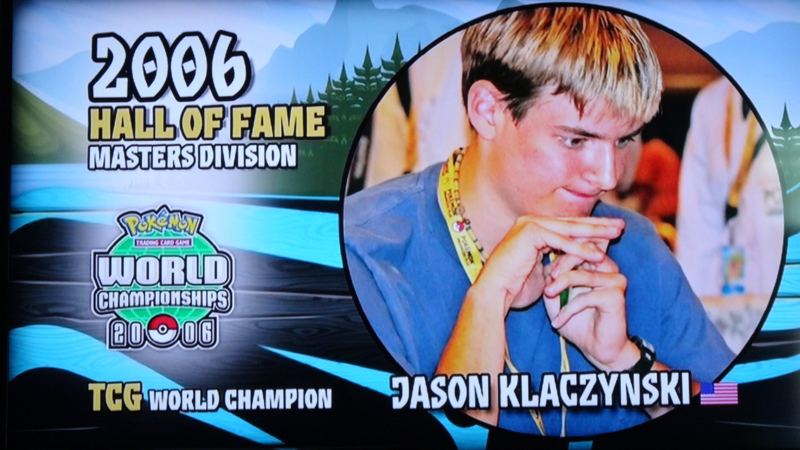 2006
HALL OF FAME
MASTERS DIVISION
POKÉMON
TRADING CARD GAME
WORLD
CHAMPIONSHIPS
2006
TCG WORLD CHAMPION
JASON KLACZYNSKI